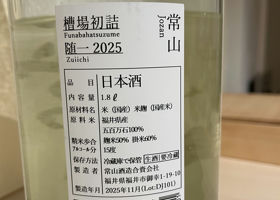 槽場初詰
Funabahatsuzume
随一 2025
Zuiichi
常山
Jozan
品目 日本酒
内容量 1.8ℓ
原材料名 米(国産) 米麹(国産米)
原料米 福井県産
五百万石100%
精米歩合 麹米50% 掛米60%
アルコール分 15度
保存方法 冷蔵庫で保管 生酒 要冷蔵
製造者 常山酒造合資会社
福井県福井市御幸1-19-10
製造年月 2025年11月(Lot:DJ101)